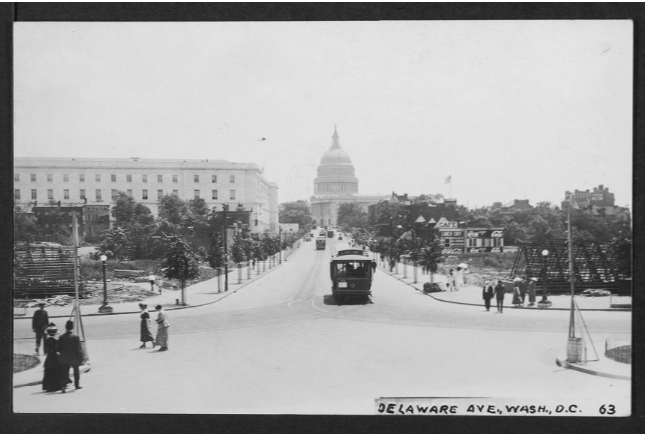 DELAWARE AVE., WASH., D.C. 63